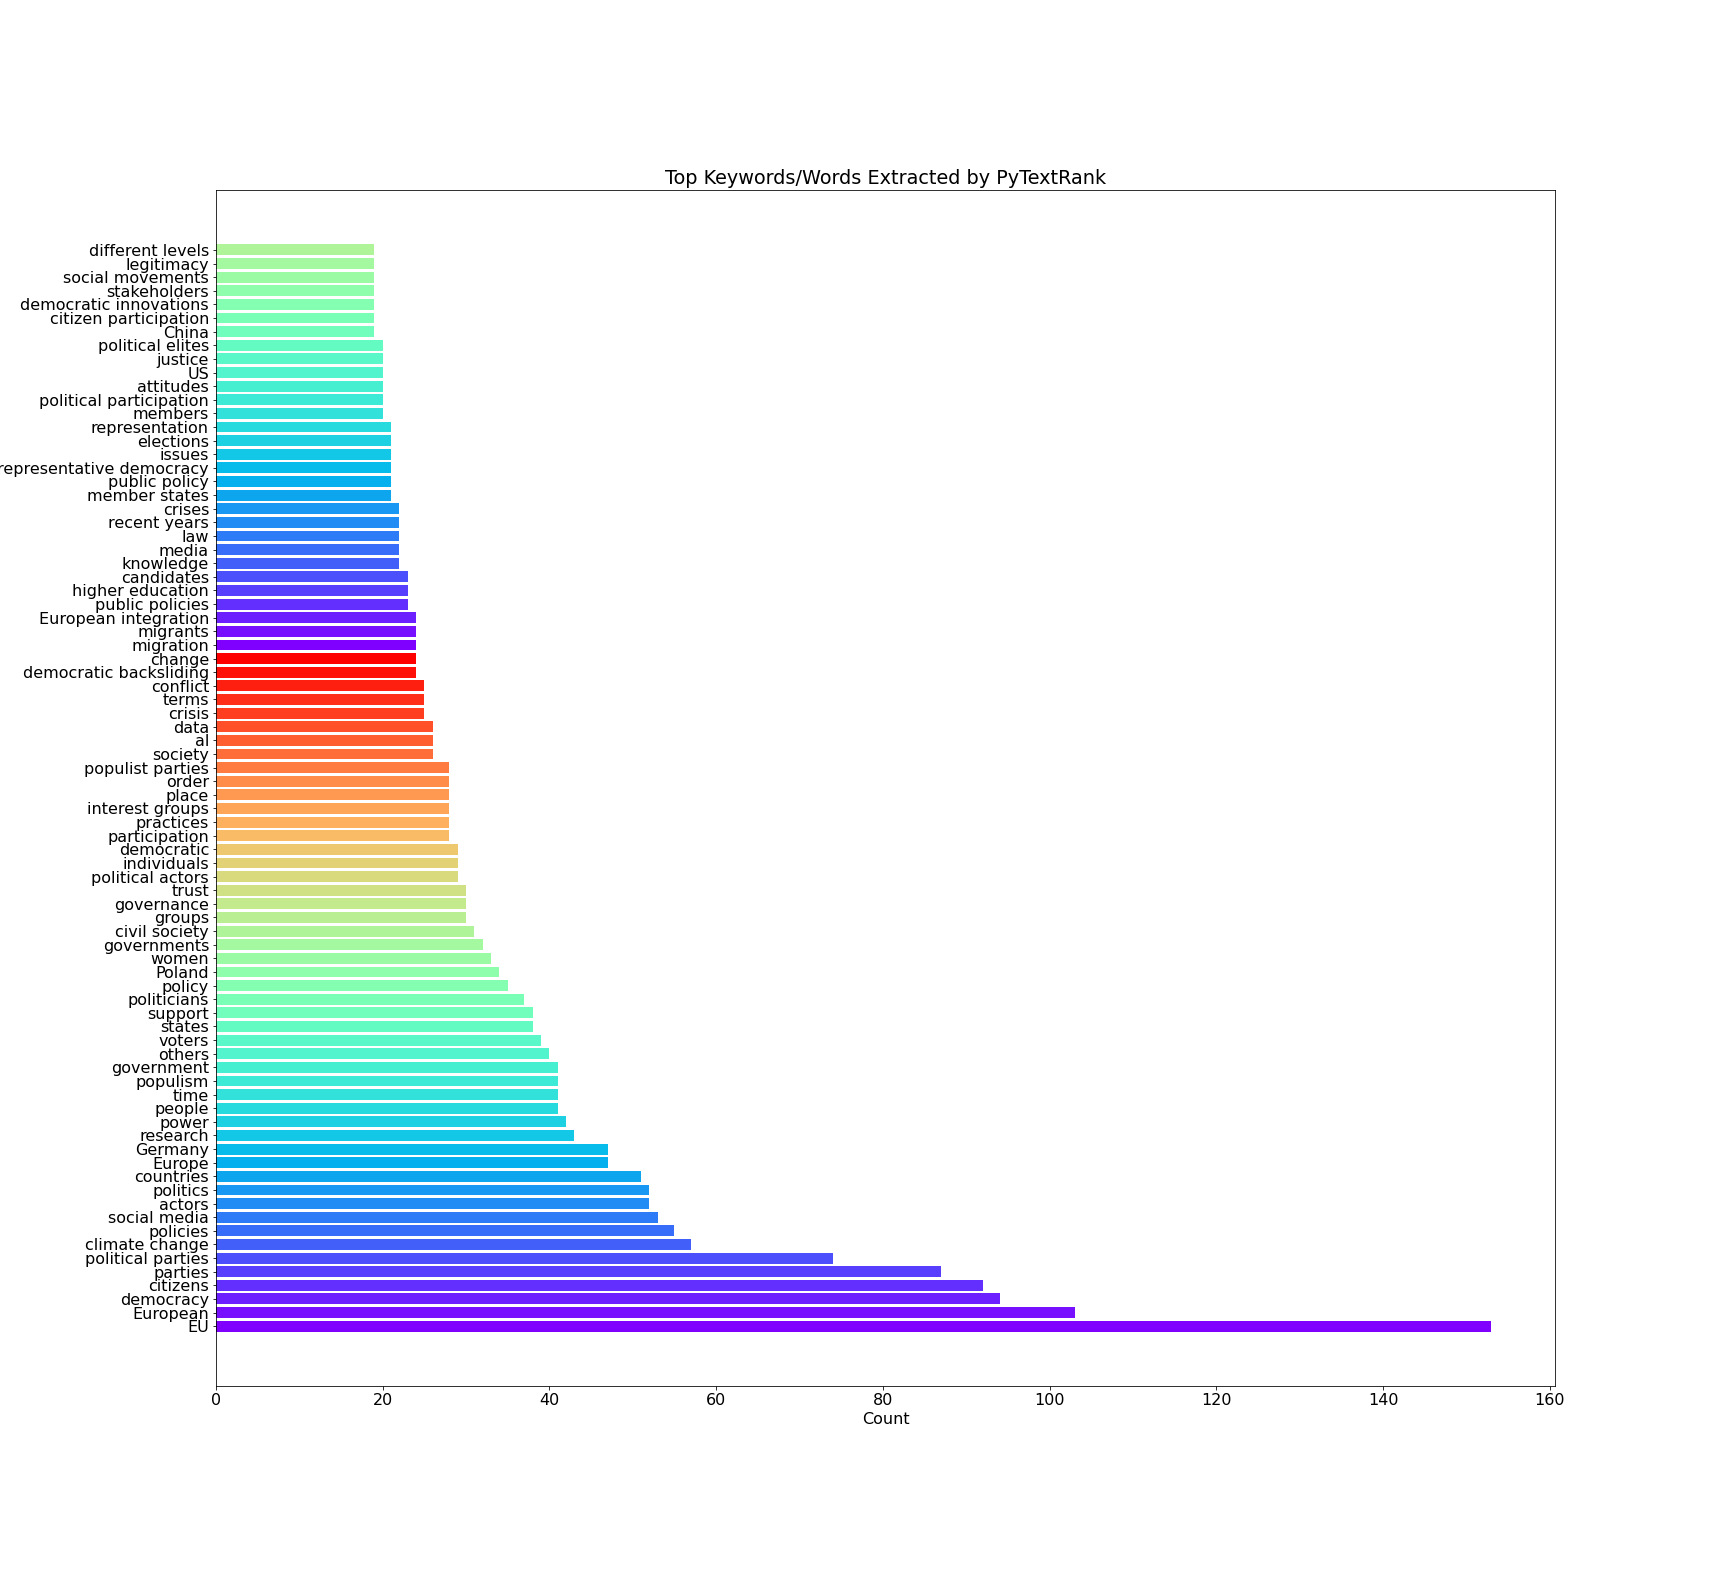 Top Keywords/Words Extracted by PyTextRank
different levels
legitimacy
social movements
stakeholders
democratic innovations
citizen participation
China
political elites
justice
US
attitudes
political participation
members
representation
elections
issues
representative democracy
public policy
member states
crises
recent years
law
media
knowledge
candidates
higher education
public policies
European integration
migrants
migration
change
democratic backsliding
conflict
terms
crisis
data
al
society
populist parties
order
place
interest groups
practices
participation
democratic
individuals
political actors
trust
governance
groups
civil society
governments
women
Poland
policy
politicians
support
states
voters
others
government
populism
time
people
power
research
Germany
Europe
countries
politics
actors
social media
policies
climate change
political parties
parties
citizens
democracy
European
EU
0 20 40 60 80 100 120 140 160
Count